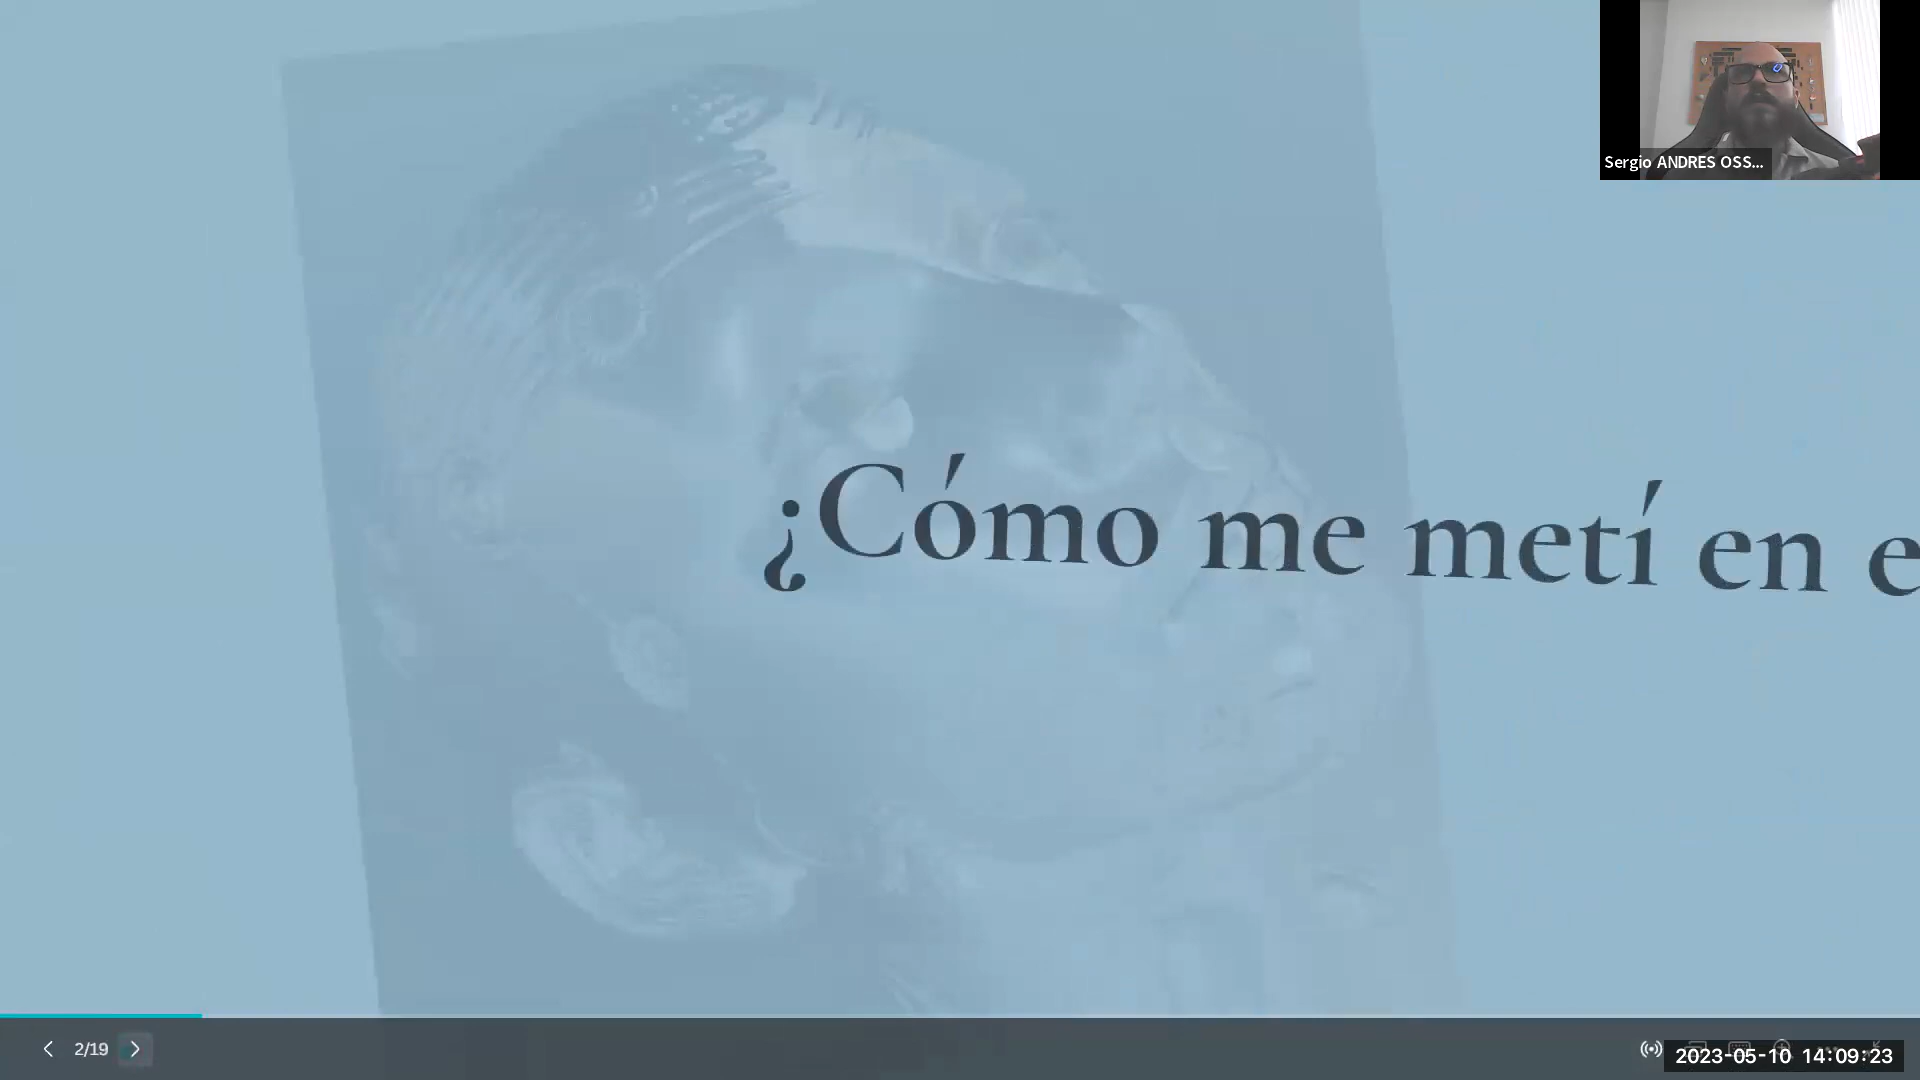 Sergio ANDRES OSS...
¿Cómo me metí en e
2/19
2023-05-10 14:09:23